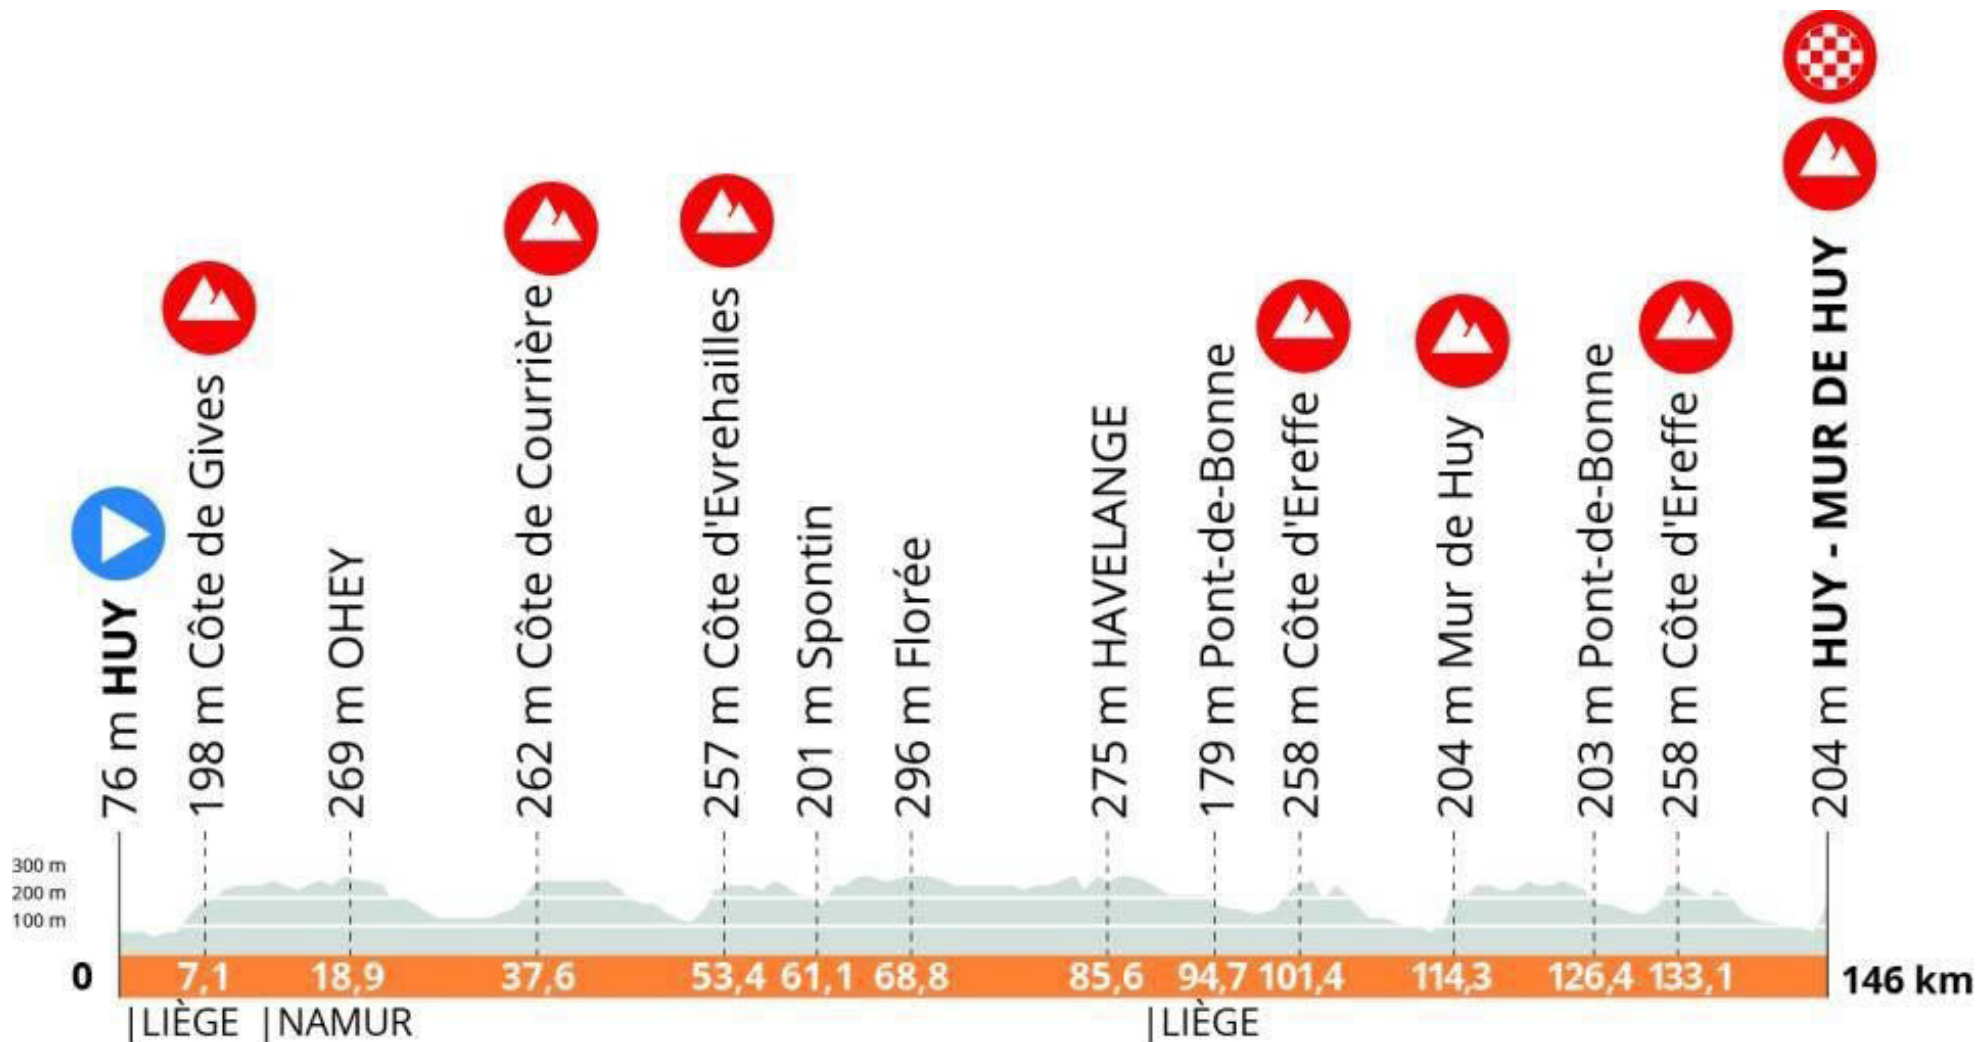 76 m HUY
198 m Côte de Gives
269 m OHEY
262 m Côte de Courrière
257 m Côte d'Evrehailles
201 m Spontin
296 m Florée
275 m HAVELANGE
179 m Pont-de-Bonne
258 m Côte d'Ereffe
204 m Mur de Huy
203 m Pont-de-Bonne
258 m Côte d'Ereffe
204 m HUY - MUR DE HUY
300 m
200 m
100 m
0 7,1 18,9 37,6 53,4 61,1 68,8 85,6 94,7 101,4 114,3 126,4 133,1 146 km
|LIÈGE |NAMUR |LIÈGE